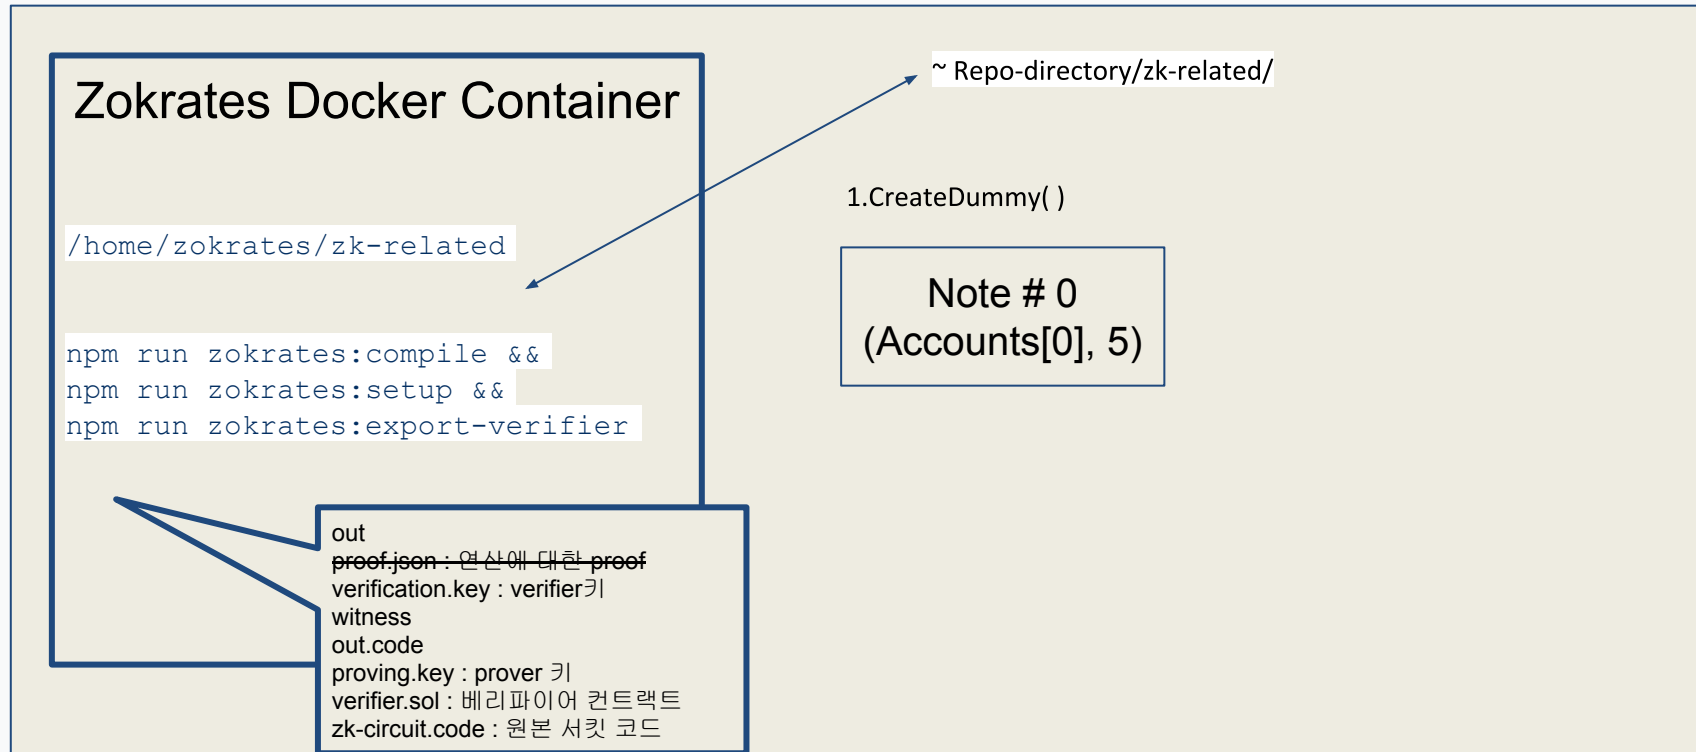 Zokrates Docker Container
/home/zokrates/zk-related
npm run zokrates:compile &&
npm run zokrates:setup &&
npm run zokrates:export-verifier
out
proof.json : 연산에 대한 proof
verification.key : verifier키
witness
out.code
proving.key : prover 키
verifier.sol : 베리파이어 컨트랙트
zk-circuit.code : 원본 서킷 코드
~ Repo-directory/zk-related/
1.CreateDummy( )
Note # 0
(Accounts[0], 5)